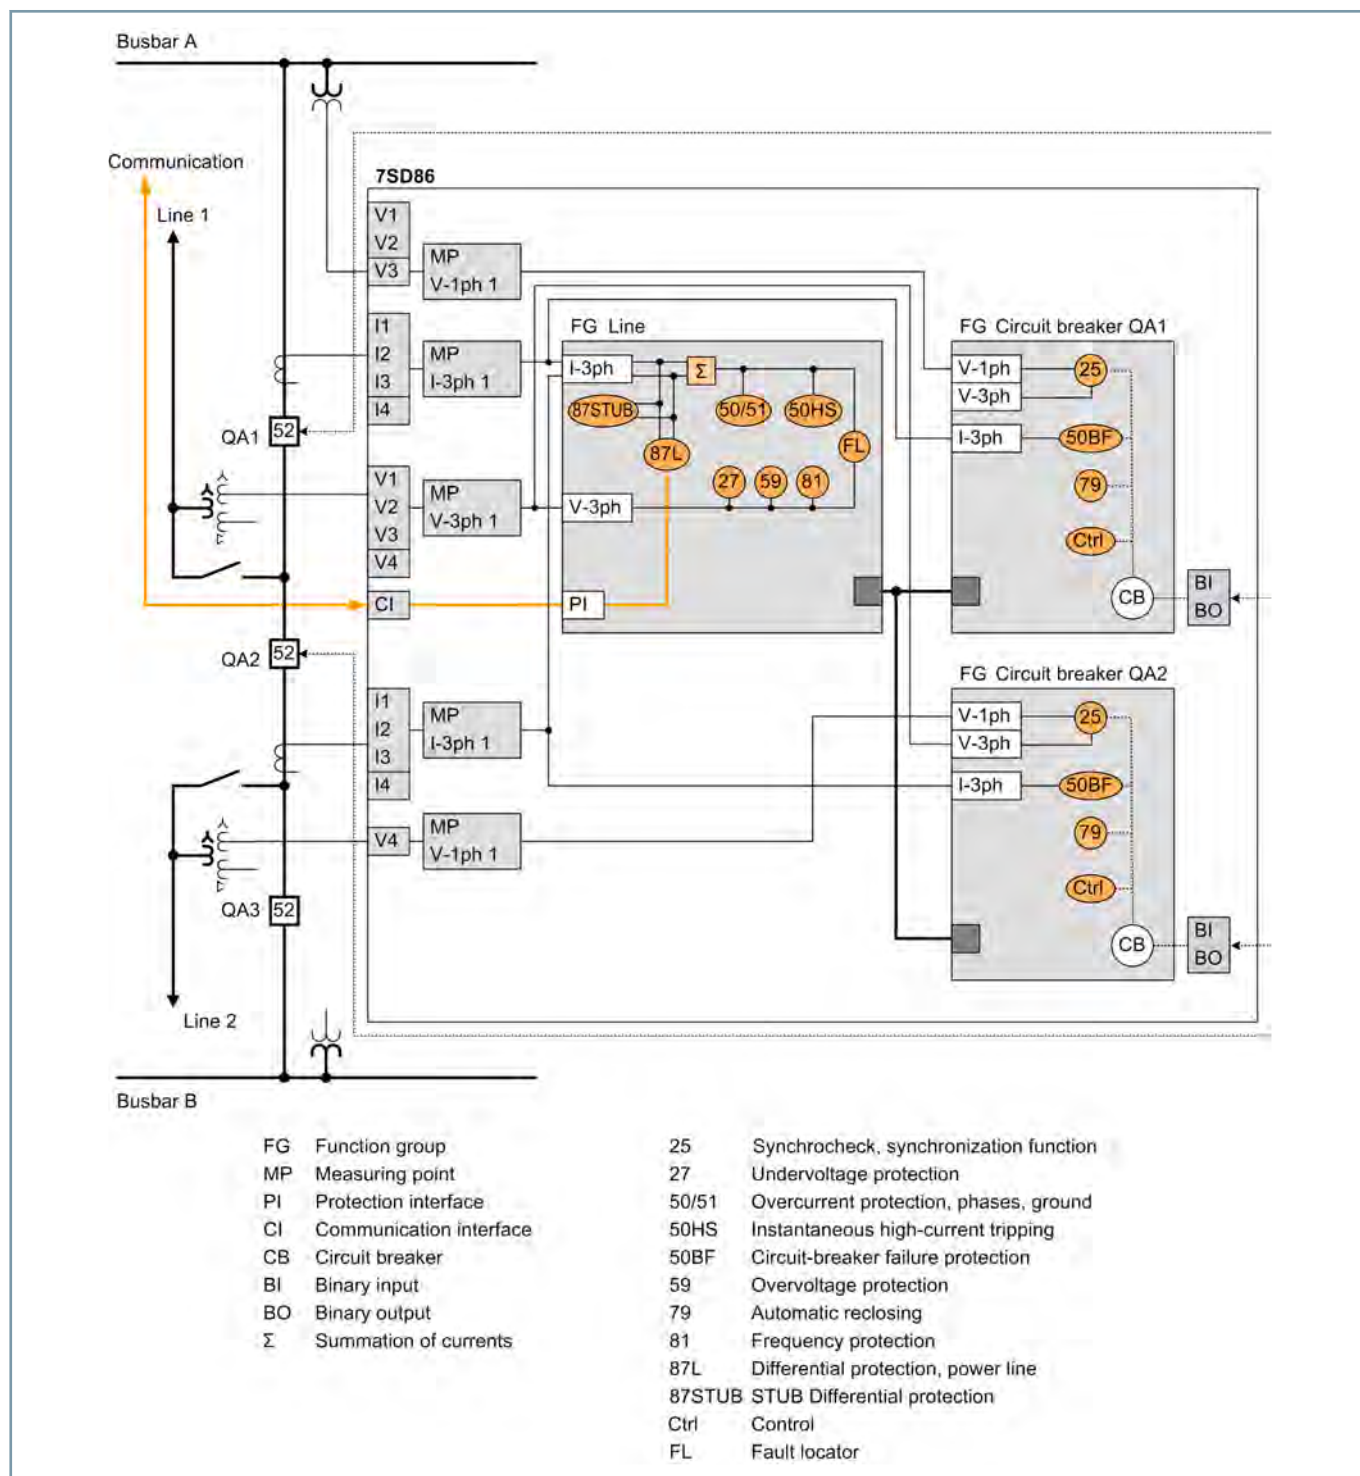 Busbar A
Communication
7SD86
Line 1
V1
V2
V3
MP
V-1ph 1
I1
I2
I3
I4
MP
I-3ph 1
FG Line
I-3ph
Σ
87STUB
50/51
50HS
87L
FL
27
59
81
V-3ph
PI
FG Circuit breaker QA1
V-1ph
V-3ph
25
I-3ph
50BF
79
Ctrl
CB
BI
BO
QA1
52
V1
V2
V3
V4
MP
V-3ph 1
CI
QA2
52
I1
I2
I3
I4
MP
I-3ph 1
V4
MP
V-1ph 1
FG Circuit breaker QA2
V-1ph
V-3ph
25
I-3ph
50BF
79
Ctrl
CB
BI
BO
QA3
52
Line 2
Busbar B
FG Function group
MP Measuring point
PI Protection interface
CI Communication interface
CB Circuit breaker
BI Binary input
BO Binary output
Σ Summation of currents
25 Synchrocheck, synchronization function
27 Undervoltage protection
50/51 Overcurrent protection, phases, ground
50HS Instantaneous high-current tripping
50BF Circuit-breaker failure protection
59 Overvoltage protection
79 Automatic reclosing
81 Frequency protection
87L Differential protection, power line
87STUB STUB Differential protection
Ctrl Control
FL Fault locator